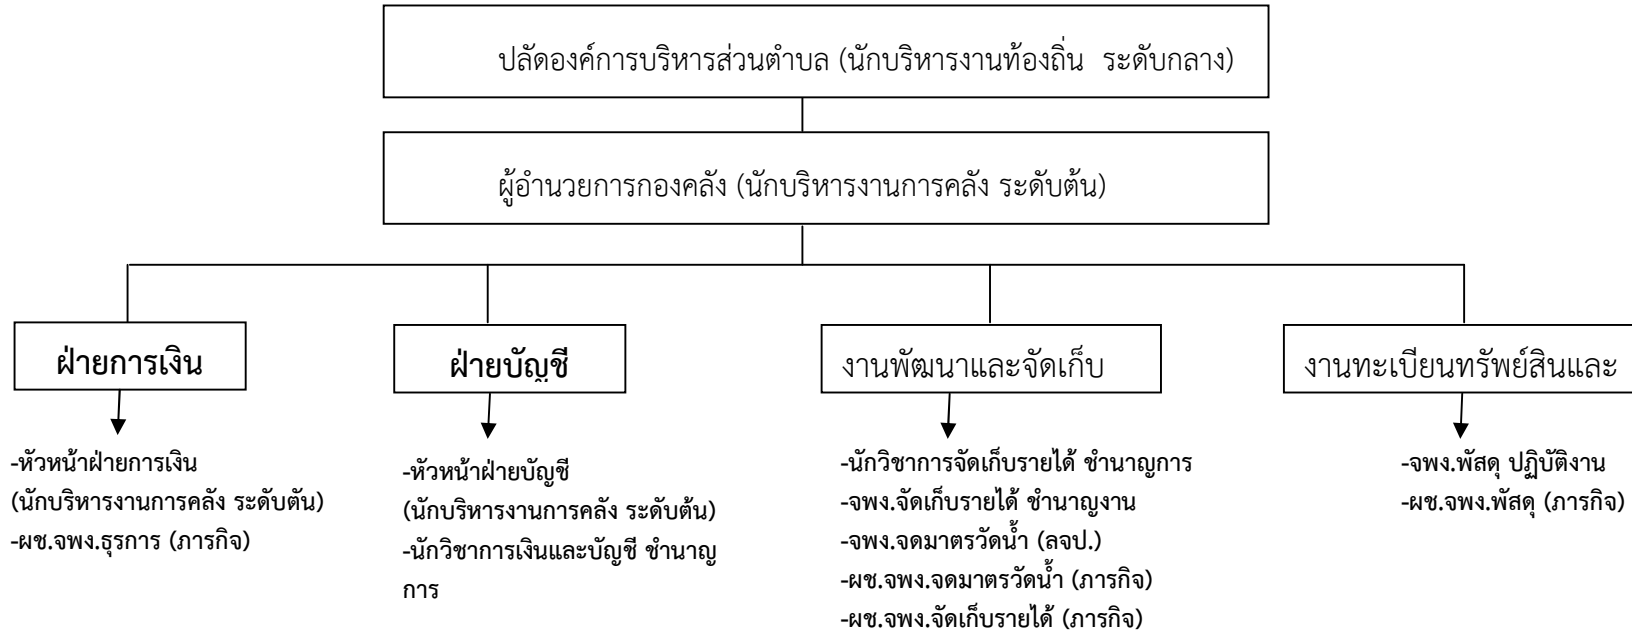 ปลัดองค์การบริหารส่วนตำบล (นักบริหารงานท้องถิ่น ระดับกลาง)
ผู้อำนวยการกองคลัง (นักบริหารงานการคลัง ระดับต้น)
ฝ่ายการเงิน
ฝ่ายบัญชี
งานพัฒนาและจัดเก็บ
งานทะเบียนทรัพย์สินและ
-หัวหน้าฝ่ายการเงิน
(นักบริหารงานการคลัง ระดับตัน)
-ผช.จพง.ธุรการ (ภารกิจ)
-หัวหน้าฝ่ายบัญชี
(นักบริหารงานการคลัง ระดับต้น)
-นักวิชาการเงินและบัญชี ชำนาญ
การ
-นักวิชาการจัดเก็บรายได้ ชำนาญการ
-จพง.จัดเก็บรายได้ ชำนาญงาน
-จพง.จดมาตรวัดน้ำ (ลจป.)
-ผช.จพง.จดมาตรวัดน้ำ (ภารกิจ)
-ผช.จพง.จัดเก็บรายได้ (ภารกิจ)
-จพง.พัสดุ ปฏิบัติงาน
-ผช.จพง.พัสดุ (ภารกิจ)